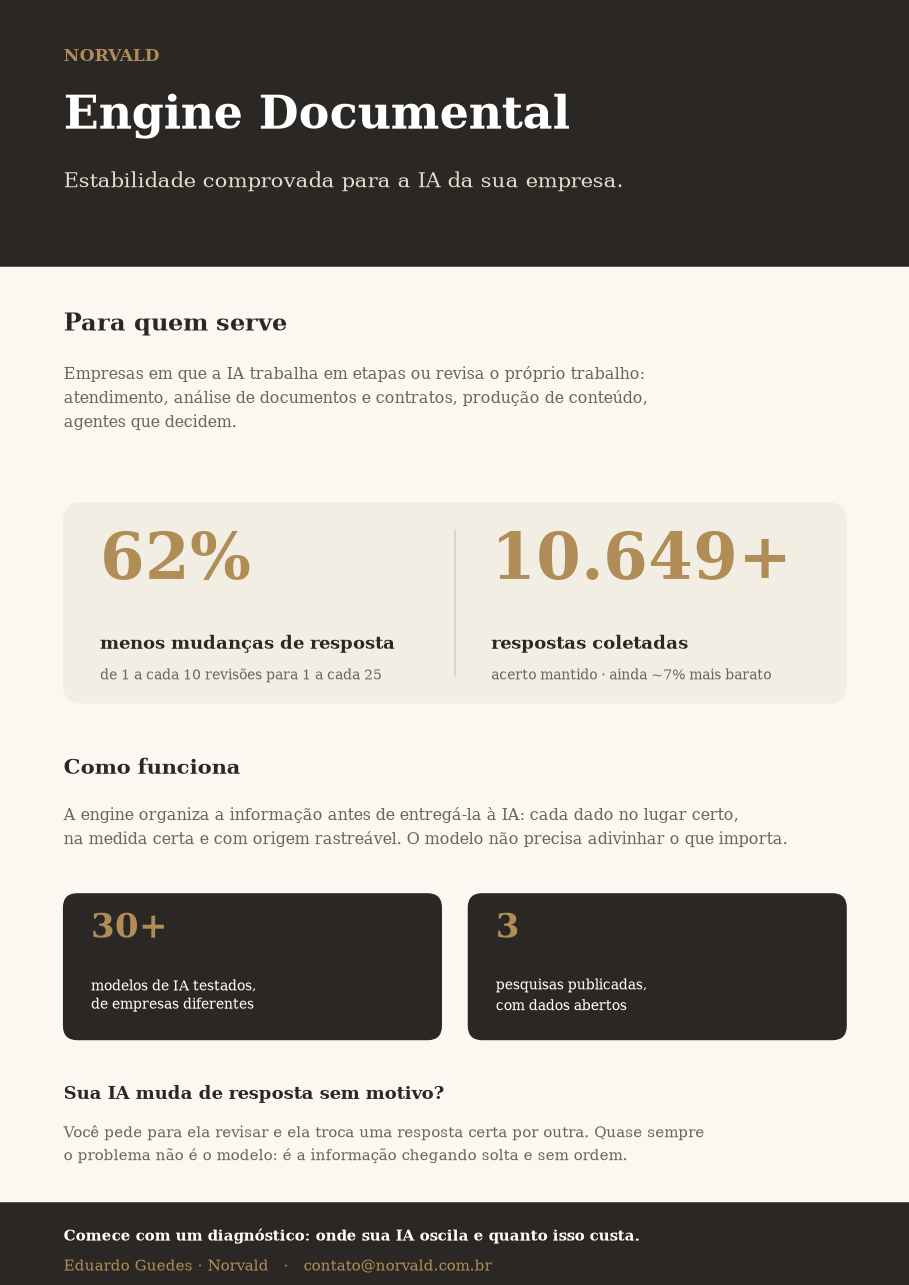 NORVALD
Engine Documental
Estabilidade comprovada para a IA da sua empresa.
Para quem serve
Empresas em que a IA trabalha em etapas ou revisa o próprio trabalho:
atendimento, análise de documentos e contratos, produção de conteúdo,
agentes que decidem.
62%
menos mudanças de resposta
de 1 a cada 10 revisões para 1 a cada 25
10.649+
respostas coletadas
acerto mantido · ainda ~7% mais barato
Como funciona
A engine organiza a informação antes de entregá-la à IA: cada dado no lugar certo,
na medida certa e com origem rastreável. O modelo não precisa adivinhar o que importa.
30+
modelos de IA testados,
de empresas diferentes
3
pesquisas publicadas,
com dados abertos
Sua IA muda de resposta sem motivo?
Você pede para ela revisar e ela troca uma resposta certa por outra. Quase sempre
o problema não é o modelo: é a informação chegando solta e sem ordem.
Comece com um diagnóstico: onde sua IA oscila e quanto isso custa.
Eduardo Guedes · Norvald · contato@norvald.com.br